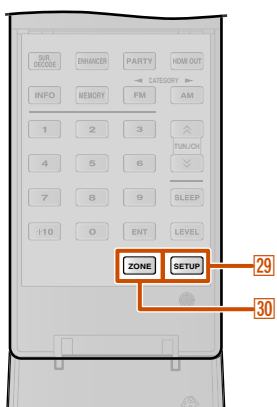 SUR. DECODE ENHANCER PARTY HDMI OUT
◄ CATEGORY ►
INFO MEMORY FM AM
1 2 3
TUN./CH
4 5 6
7 8 9 SLEEP
+10 0 ENT LEVEL
ZONE SETUP 29
30